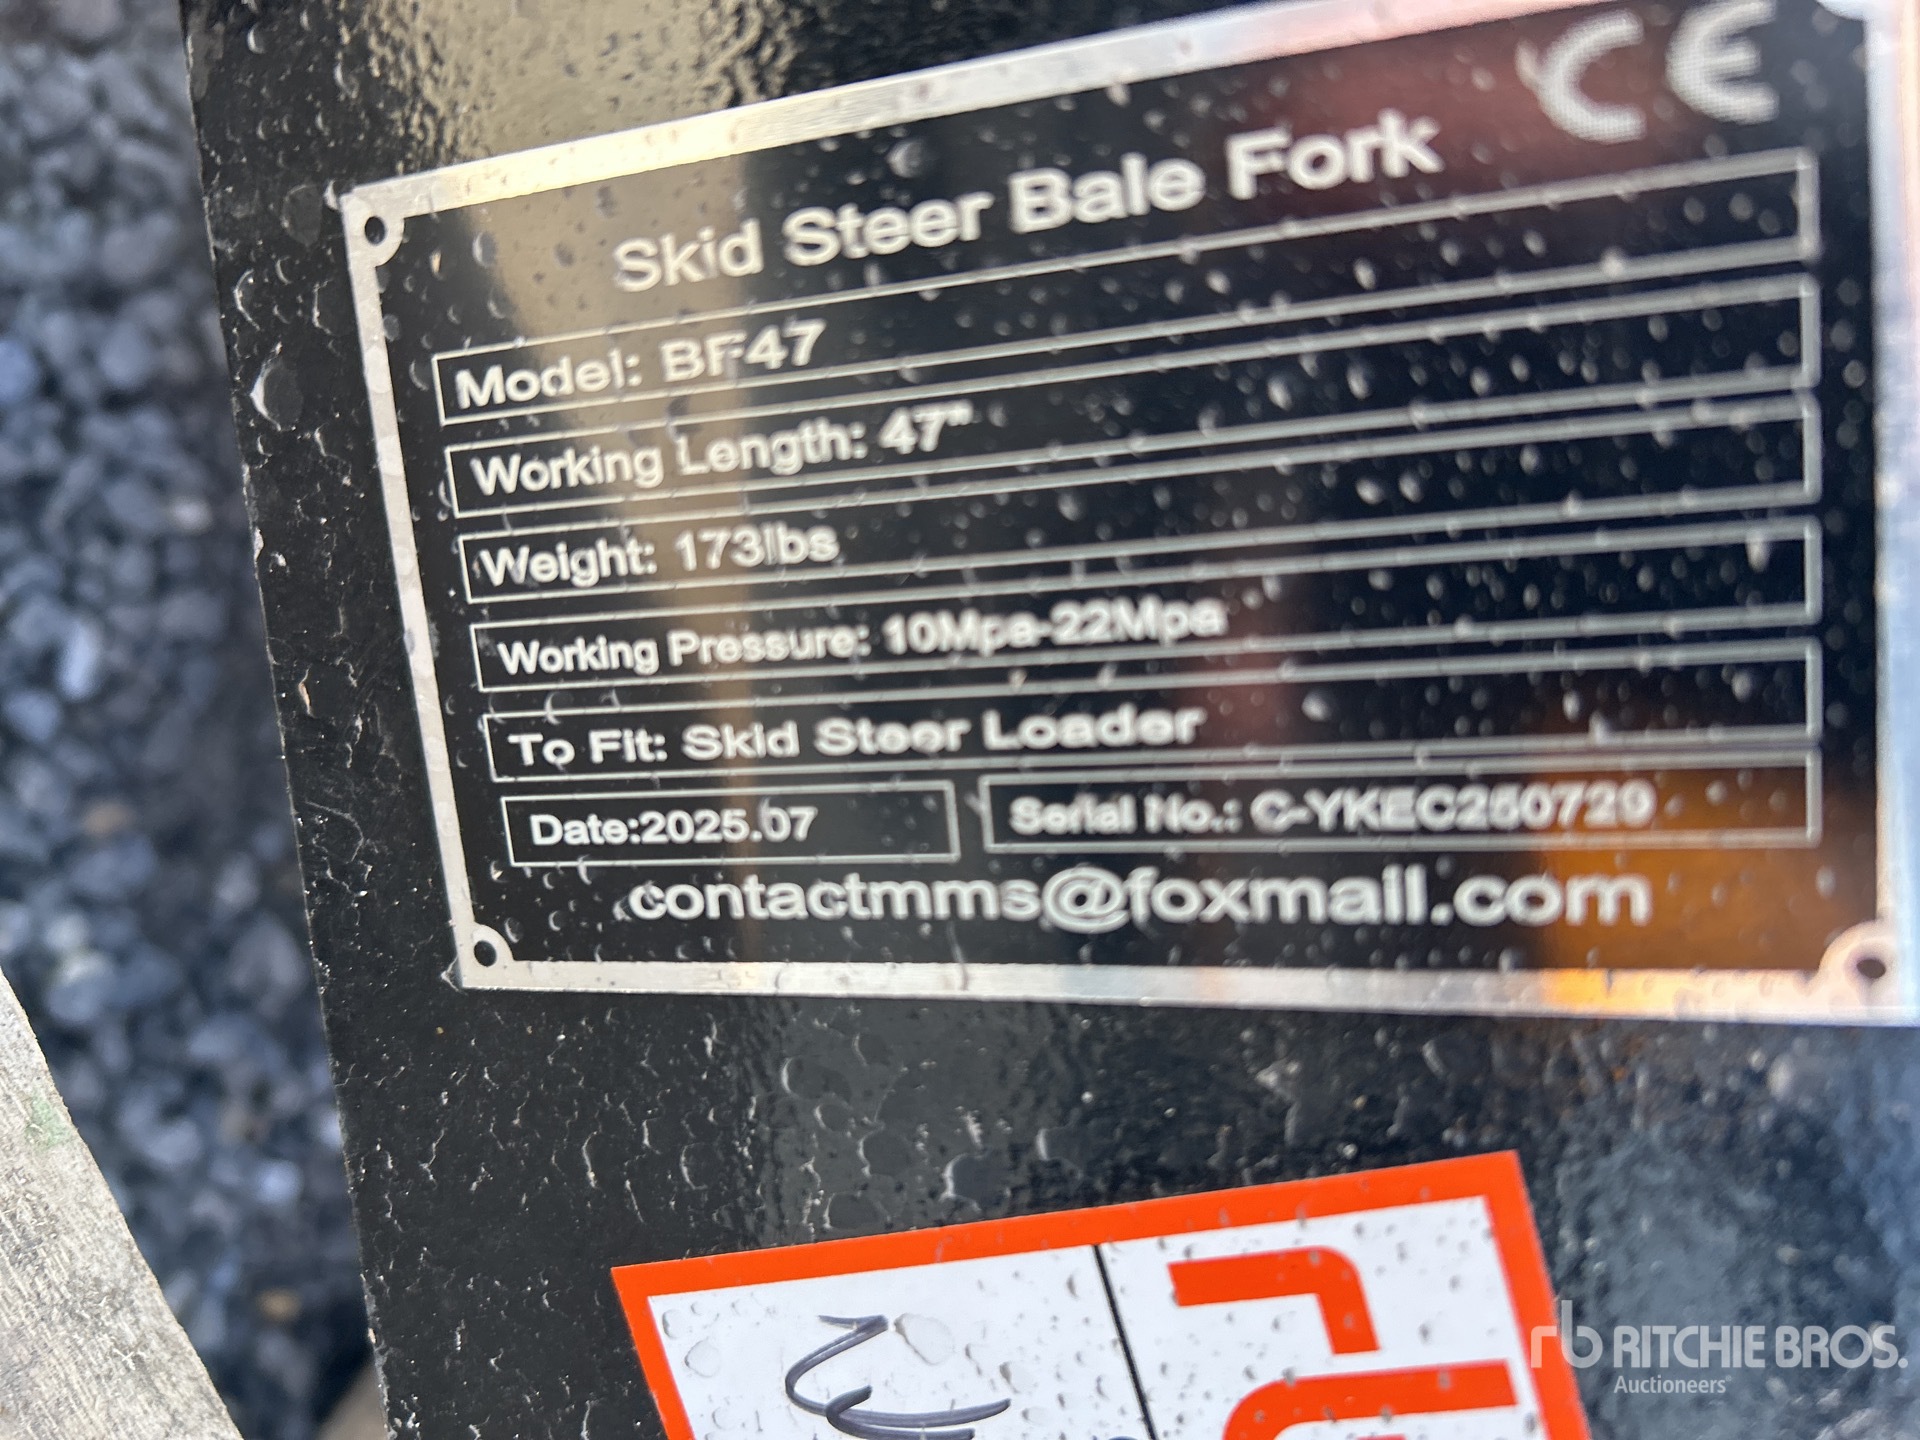 CE
Skid Steer Bale Fork
Model: BF47
Working Length: 47"
Weight: 173lbs
Working Pressure: 10Mpa-22Mpa
To Fit: Skid Steer Loader
Date:2025.07
Serial No.: C-YKEC250729
contactmms@foxmail.com
rb RITCHIE BROS.
Auctioneers